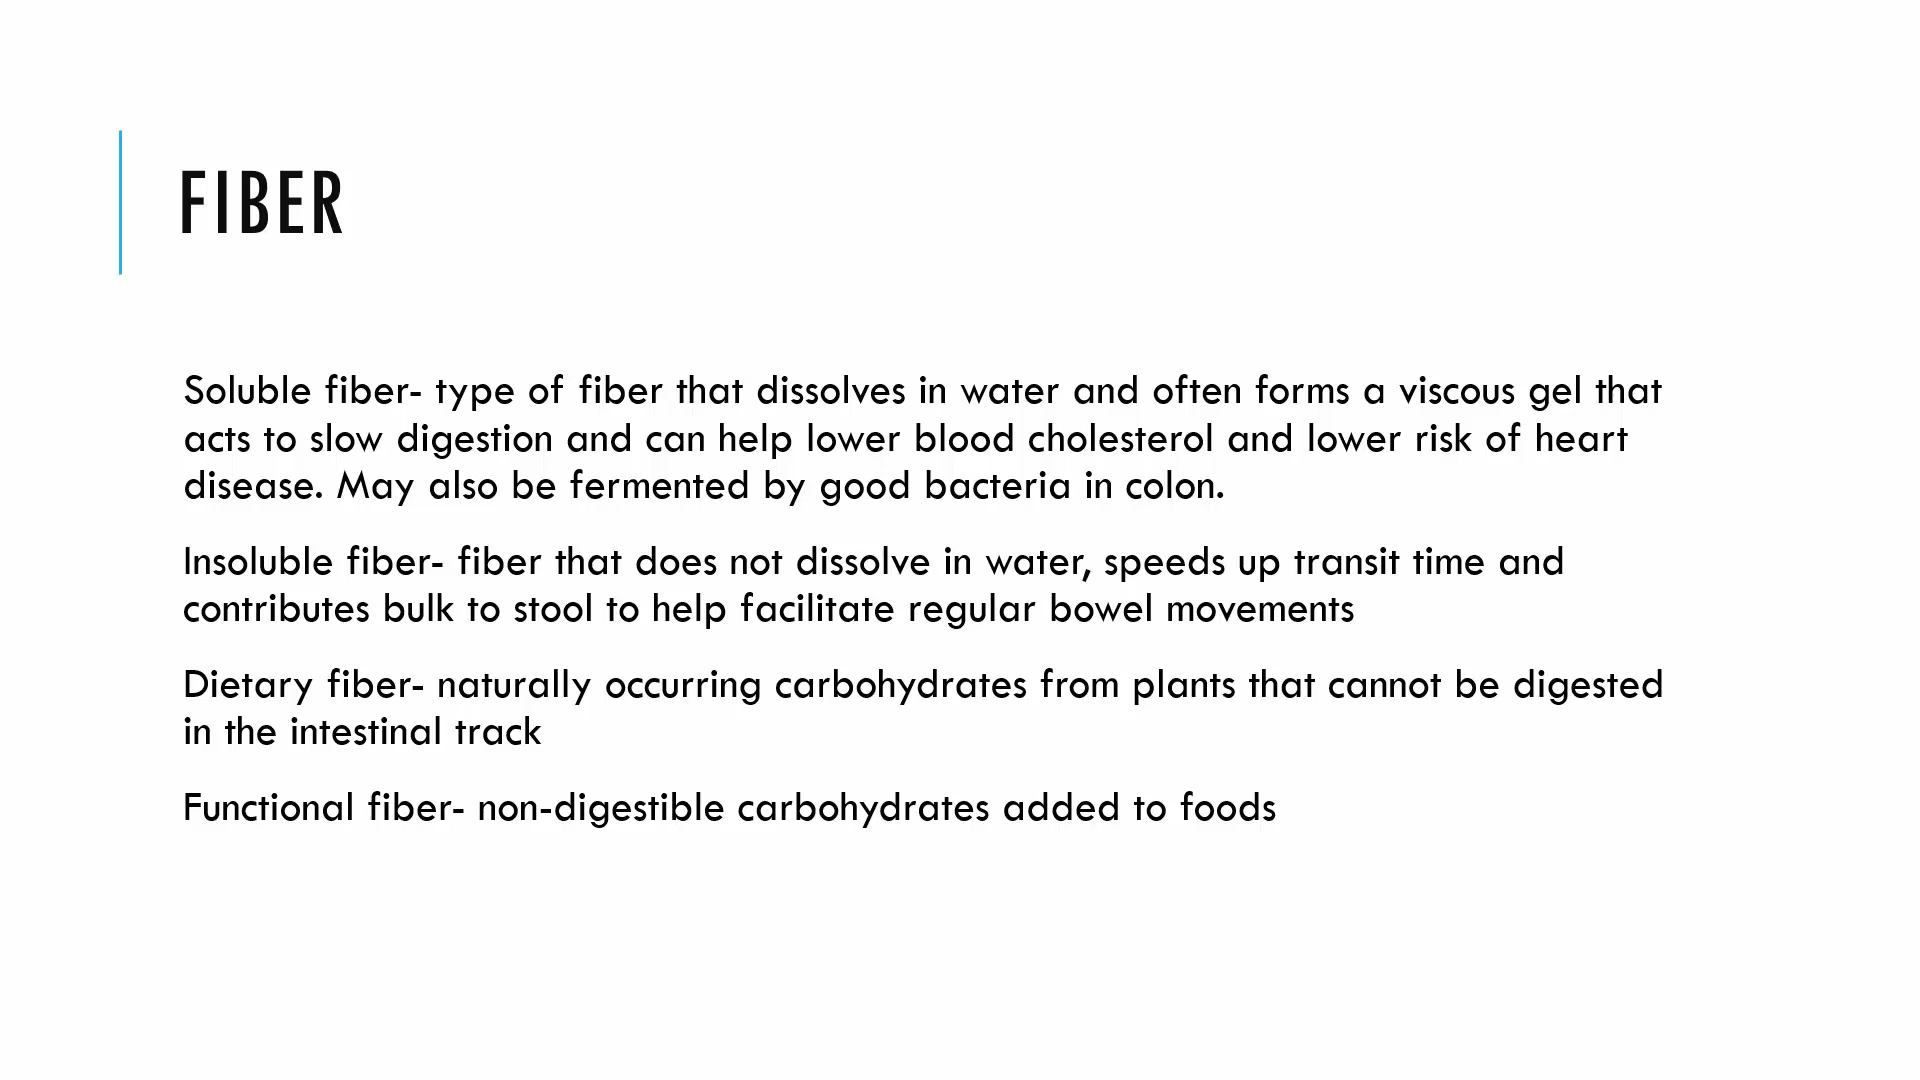 FIBER
Soluble fiber- type of fiber that dissolves in water and often forms a viscous gel that
acts to slow digestion and can help lower blood cholesterol and lower risk of heart
disease. May also be fermented by good bacteria in colon.
Insoluble fiber- fiber that does not dissolve in water, speeds up transit time and
contributes bulk to stool to help facilitate regular bowel movements
Dietary fiber- naturally occurring carbohydrates from plants that cannot be digested
in the intestinal track
Functional fiber- non-digestible carbohydrates added to foods